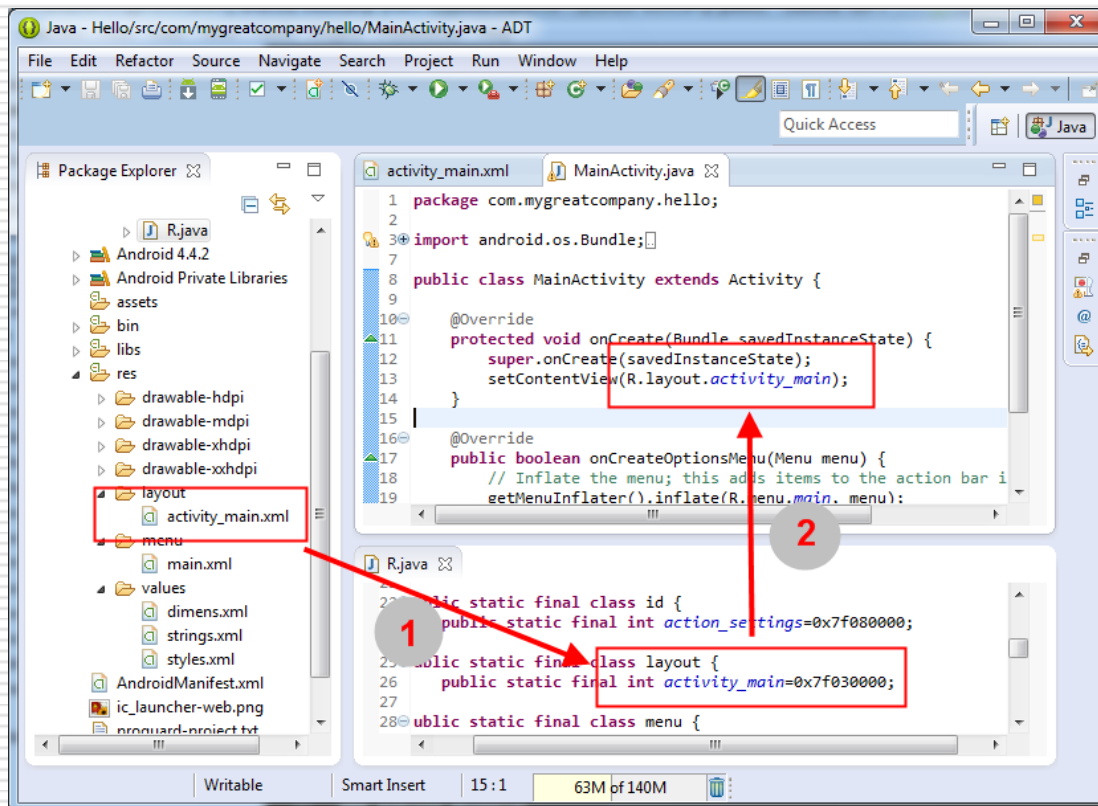 Java - Hello/src/com/mygreatcompany/hello/MainActivity.java - ADT
File Edit Refactor Source Navigate Search Project Run Window Help
Quick Access
Java
Package Explorer
R.java
Android 4.4.2
Android Private Libraries
assets
bin
libs
res
drawable-hdpi
drawable-mdpi
drawable-xhdpi
drawable-xxhdpi
layout
activity_main.xml
menu
main.xml
values
dimens.xml
strings.xml
styles.xml
AndroidManifest.xml
ic_launcher-web.png
proguard-project.txt
activity_main.xml MainActivity.java
1 package com.mygreatcompany.hello;
2
3 import android.os.Bundle;
7
8 public class MainActivity extends Activity {
9
10 @Override
11 protected void onCreate(Bundle savedInstanceState) {
12 super.onCreate(savedInstanceState);
13 setContentView(R.layout.activity_main);
14 }
15
16 @Override
17 public boolean onCreateOptionsMenu(Menu menu) {
18 // Inflate the menu; this adds items to the action bar i
19 getMenuInflater().inflate(R.menu.main, menu);
2
R.java
static final class id {
public static final int action_settings=0x7f080000;
1
ublic static final class layout {
26 public static final int activity_main=0x7f030000;
27
28 ublic static final class menu {
Writable Smart Insert 15 : 1 63M of 140M